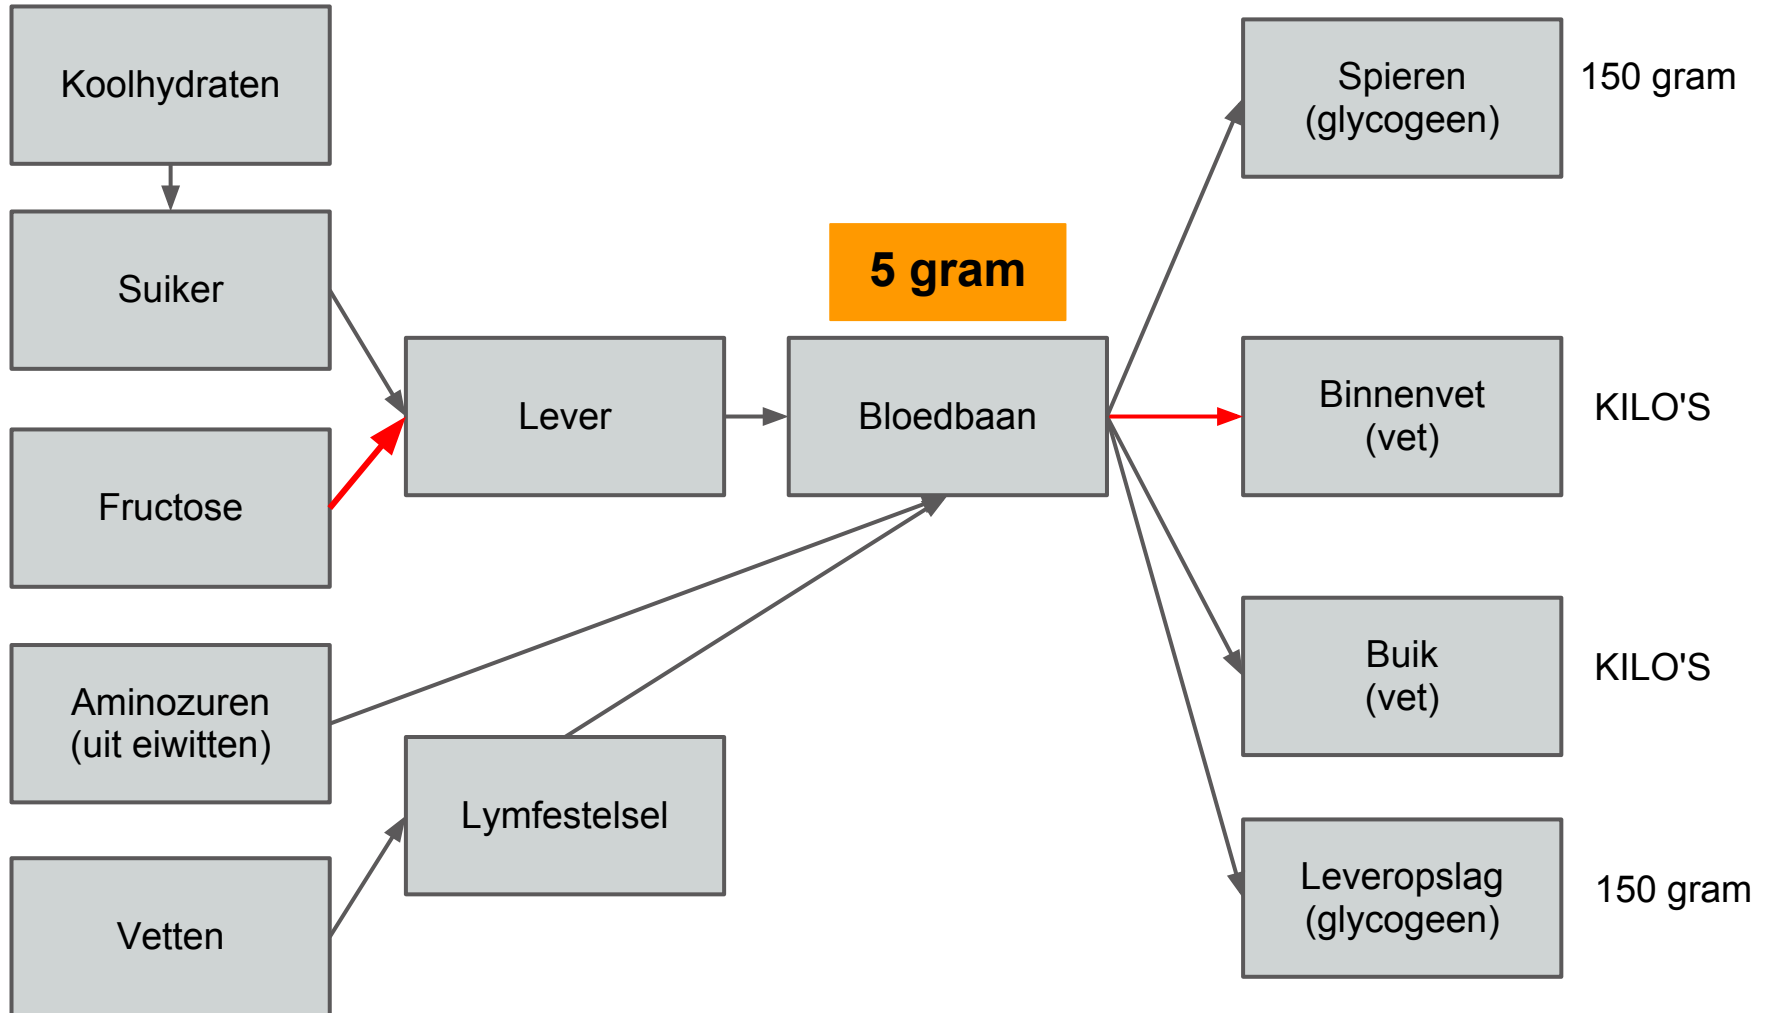 Koolhydraten
Suiker
Fructose
Aminozuren
(uit eiwitten)
Vetten
Lever
Lymfestelsel
5 gram
Bloedbaan
Spieren
(glycogeen)
150 gram
Binnenvet
(vet)
KILO'S
Buik
(vet)
KILO'S
Leveropslag
(glycogeen)
150 gram